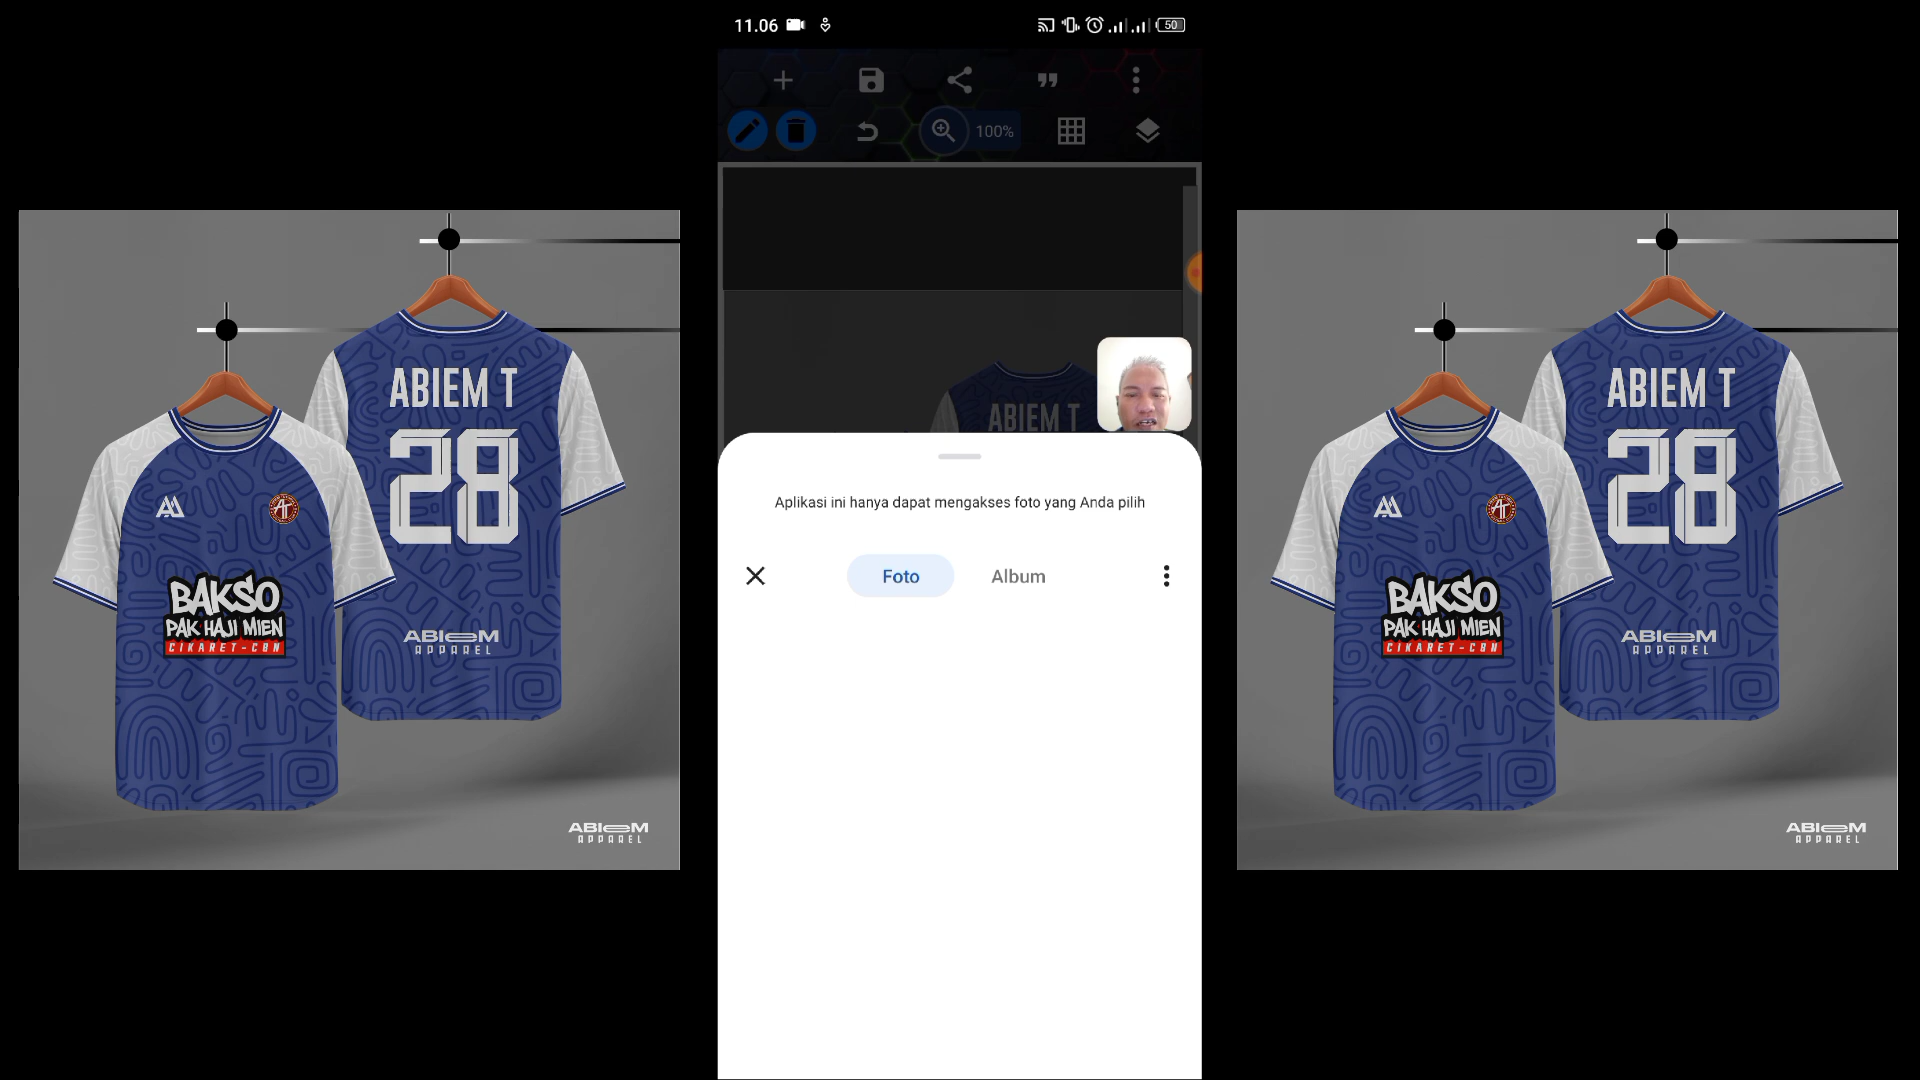 ABIEM T
28
BAKSO
PAK HAJI MIEN
CIKARET-CBN
ABIEM
APPAREL
ABIEM
APPAREL
11.06
50
100%
ABIEM T
Aplikasi ini hanya dapat mengakses foto yang Anda pilih
Foto
Album
ABIEM T
28
BAKSO
PAK HAJI MIEN
CIKARET-CBN
ABIEM
APPAREL
ABIEM
APPAREL